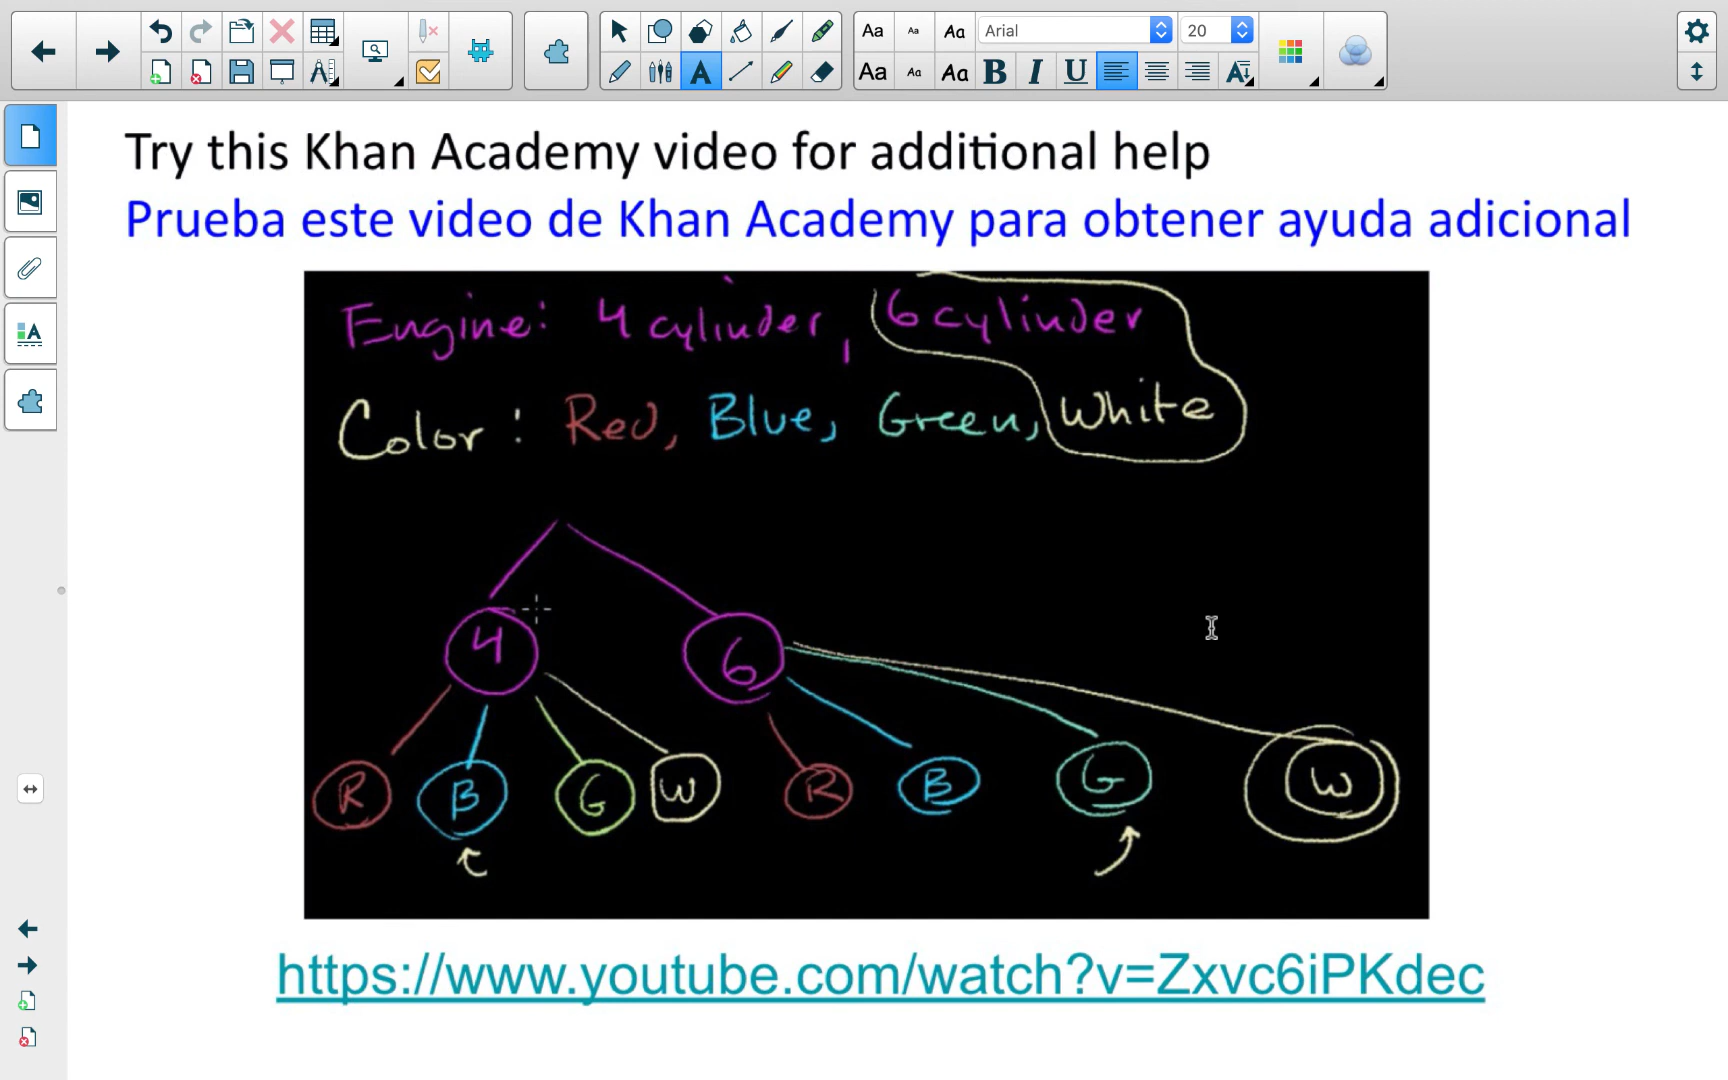 Aa Aa Aa Arial 20
Aa Aa Aa B I U A
Try this Khan Academy video for additional help
Prueba este video de Khan Academy para obtener ayuda adicional
Engine: 4 cylinder, 6 cylinder
Color: Red, Blue, Green, White
4 6
R B G W R B G W
https://www.youtube.com/watch?v=Zxvc6iPKdec